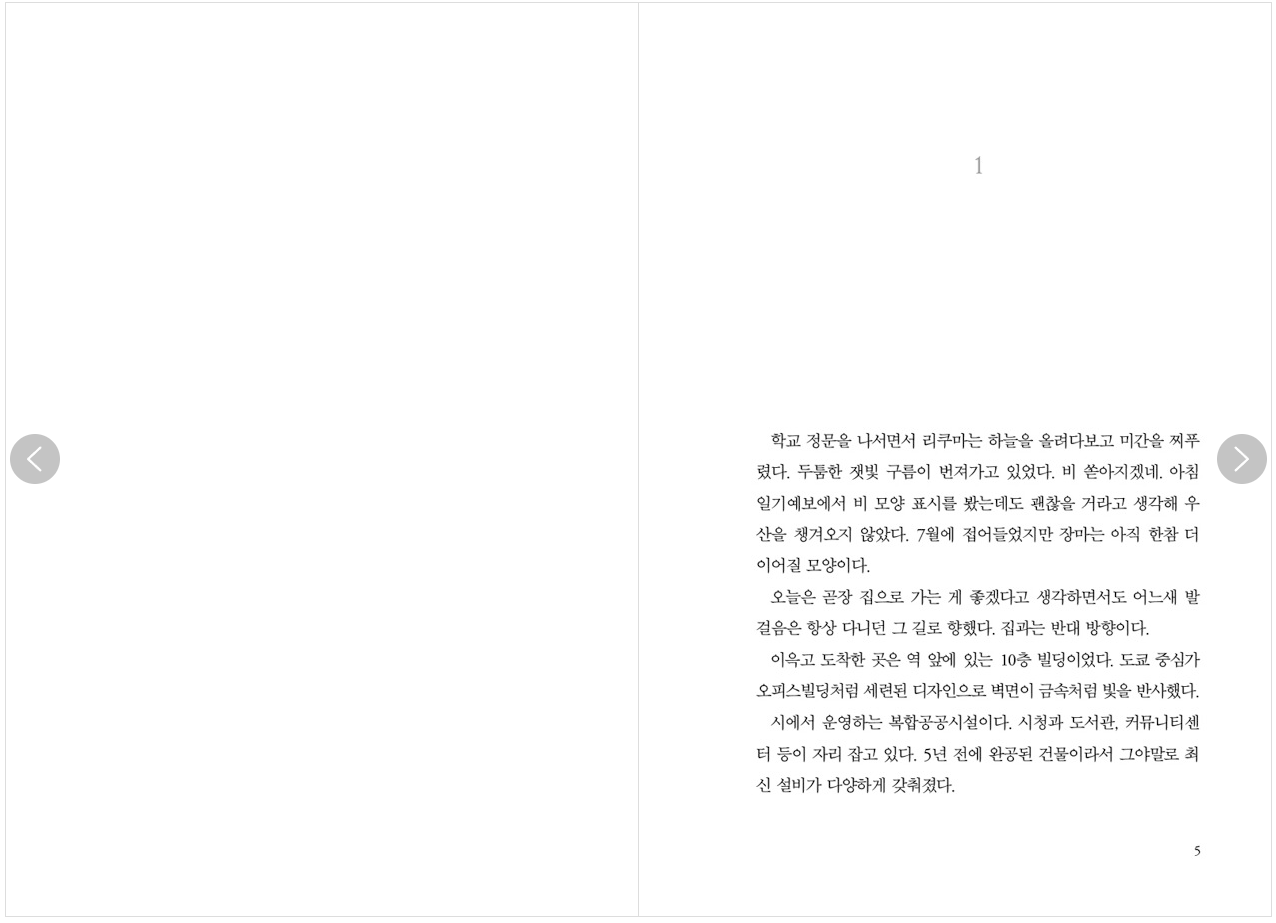 1
학교 정문을 나서면서 리쿠마는 하늘을 올려다보고 미간을 찌푸
렸다. 두툼한 잿빛 구름이 번져가고 있었다. 비 쏟아지겠네. 아침
일기예보에서 비 모양 표시를 봤는데도 괜찮을 거라고 생각해 우
산을 챙겨오지 않았다. 7월에 접어들었지만 장마는 아직 한참 더
이어질 모양이다.
오늘은 곧장 집으로 가는 게 좋겠다고 생각하면서도 어느새 발
걸음은 항상 다니던 그 길로 향했다. 집과는 반대 방향이다.
이윽고 도착한 곳은 역 앞에 있는 10층 빌딩이었다. 도쿄 중심가
오피스빌딩처럼 세련된 디자인으로 벽면이 금속처럼 빛을 반사했다.
시에서 운영하는 복합공공시설이다. 시청과 도서관, 커뮤니티센
터 등이 자리 잡고 있다. 5년 전에 완공된 건물이라서 그야말로 최
신 설비가 다양하게 갖춰졌다.
5